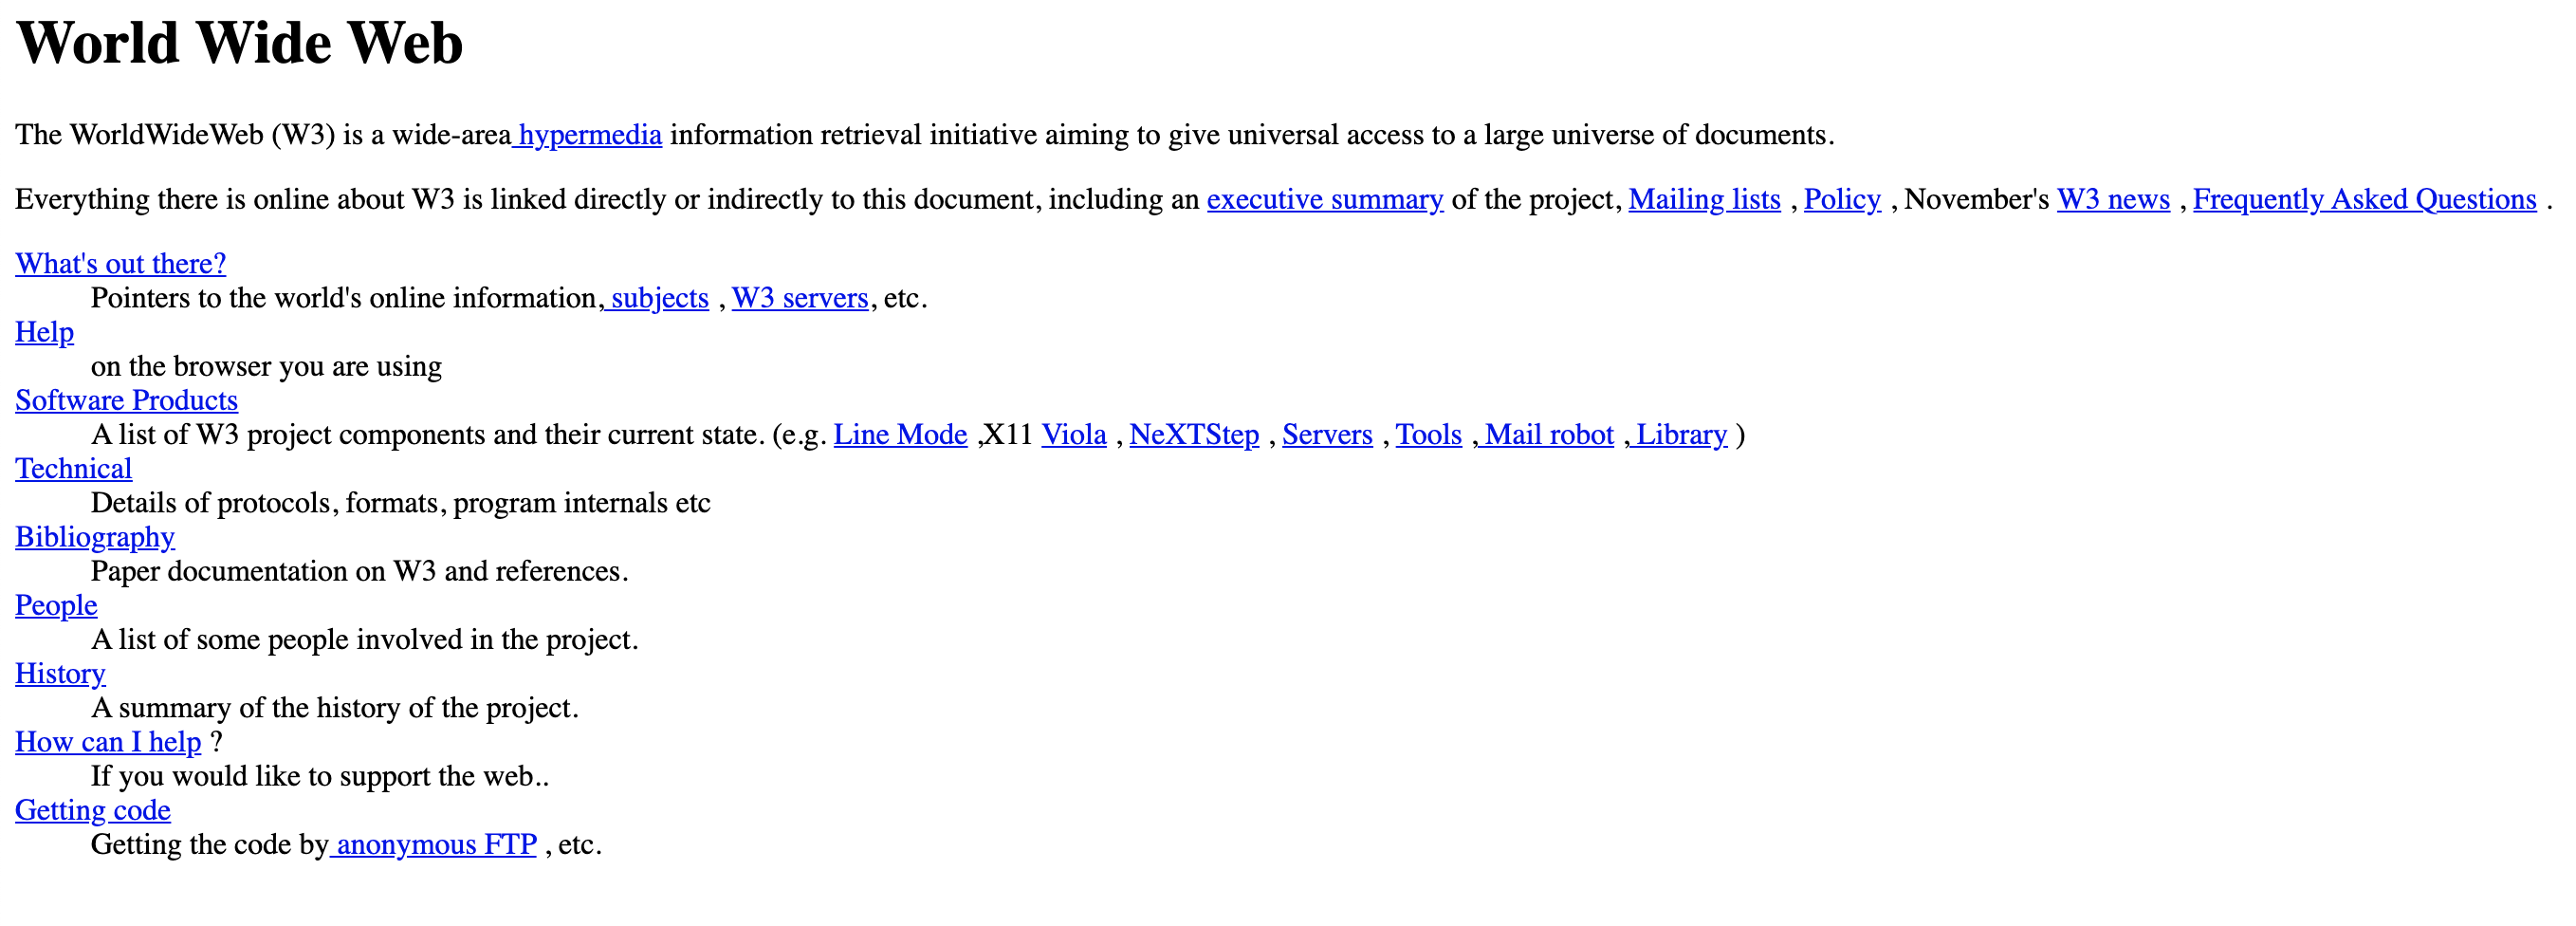 World Wide Web
The WorldWideWeb (W3) is a wide-area hypermedia information retrieval initiative aiming to give universal access to a large universe of documents.
Everything there is online about W3 is linked directly or indirectly to this document, including an executive summary of the project, Mailing lists , Policy , November's W3 news , Frequently Asked Questions .
What's out there?
Pointers to the world's online information, subjects , W3 servers, etc.
Help
on the browser you are using
Software Products
A list of W3 project components and their current state. (e.g. Line Mode ,X11 Viola , NeXTStep , Servers , Tools , Mail robot , Library )
Technical
Details of protocols, formats, program internals etc
Bibliography
Paper documentation on W3 and references.
People
A list of some people involved in the project.
History
A summary of the history of the project.
How can I help ?
If you would like to support the web..
Getting code
Getting the code by anonymous FTP , etc.